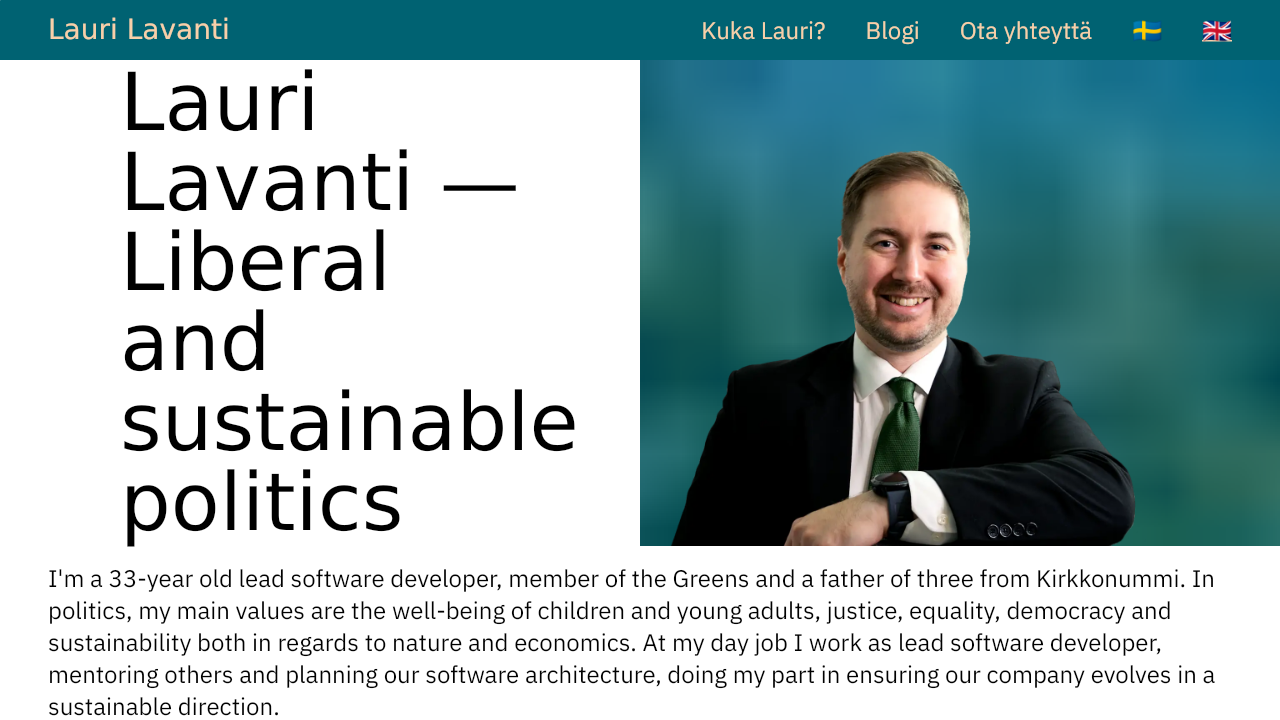 Lauri Lavanti
Kuka Lauri?
Blogi
Ota yhteyttä
Lauri
Lavanti —
Liberal
and
sustainable
politics
I'm a 33-year old lead software developer, member of the Greens and a father of three from Kirkkonummi. In
politics, my main values are the well-being of children and young adults, justice, equality, democracy and
sustainability both in regards to nature and economics. At my day job I work as lead software developer,
mentoring others and planning our software architecture, doing my part in ensuring our company evolves in a
sustainable direction.